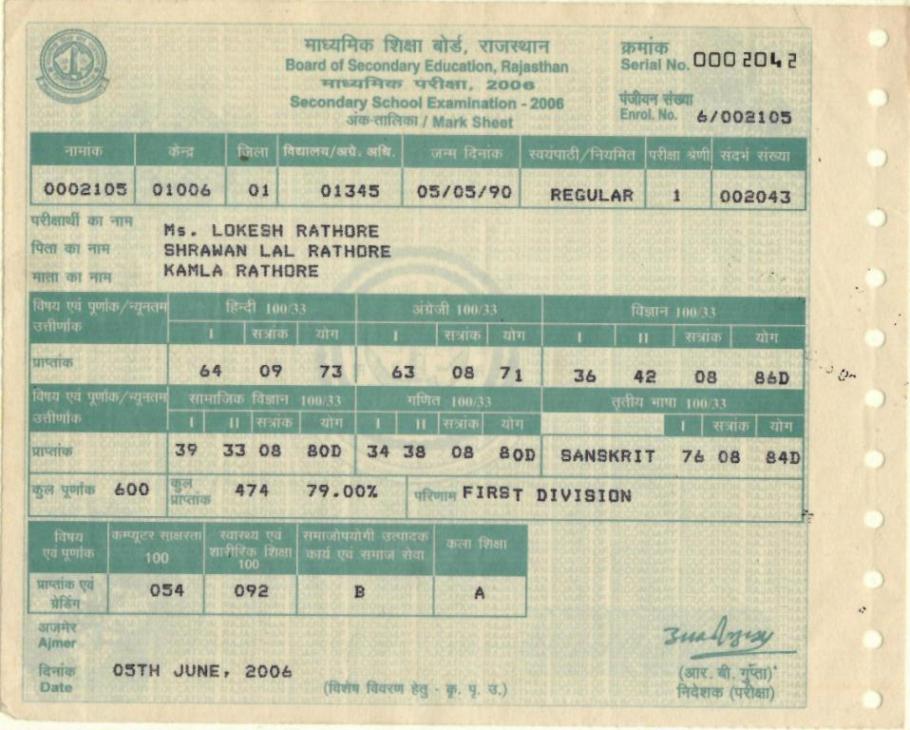 माध्यमिक शिक्षा बोर्ड, राजस्थान
Board of Secondary Education, Rajasthan
माध्यमिक परीक्षा, 2006
Secondary School Examination - 2006
अंक-तालिका / Mark Sheet
क्रमांक
Serial No. 000 2042
पंजीयन संख्या
Enrol. No. 6/002105
नामांक केन्द्र जिला विद्यालय/अग्रे. अधि. जन्म दिनांक स्वयंपाठी/नियमित परीक्षा श्रेणी संदर्भ संख्या
0002105 01006 01 01345 05/05/90 REGULAR 1 002043
परीक्षार्थी का नाम Ms. LOKESH RATHORE
पिता का नाम SHRAWAN LAL RATHORE
माता का नाम KAMLA RATHORE
विषय एवं पूर्णांक/न्यूनतम उत्तीर्णांक हिन्दी 100/33 अंग्रेजी 100/33 विज्ञान 100/33
I सत्रांक योग I सत्रांक योग I II सत्रांक योग
प्राप्तांक 64 09 73 63 08 71 36 42 08 86D
विषय एवं पूर्णांक/न्यूनतम उत्तीर्णांक सामाजिक विज्ञान 100/33 गणित 100/33 तृतीय भाषा 100/33
I II सत्रांक योग I II सत्रांक योग I सत्रांक योग
प्राप्तांक 39 33 08 80D 34 38 08 80D SANSKRIT 76 08 84D
कुल पूर्णांक 600 कुल प्राप्तांक 474 79.00% परिणाम FIRST DIVISION
विषय एवं पूर्णांक कम्प्यूटर साक्षरता 100 स्वास्थ्य एवं शारीरिक शिक्षा 100 समाजोपयोगी उत्पादक कार्य एवं समाज सेवा कला शिक्षा
प्राप्तांक एवं ग्रेडिंग 054 092 B A
अजमेर
Ajmer
दिनांक
Date 05TH JUNE, 2006
(विशेष विवरण हेतु - कृ. पृ. उ.)
(आर. बी. गुप्ता)
निदेशक (परीक्षा)